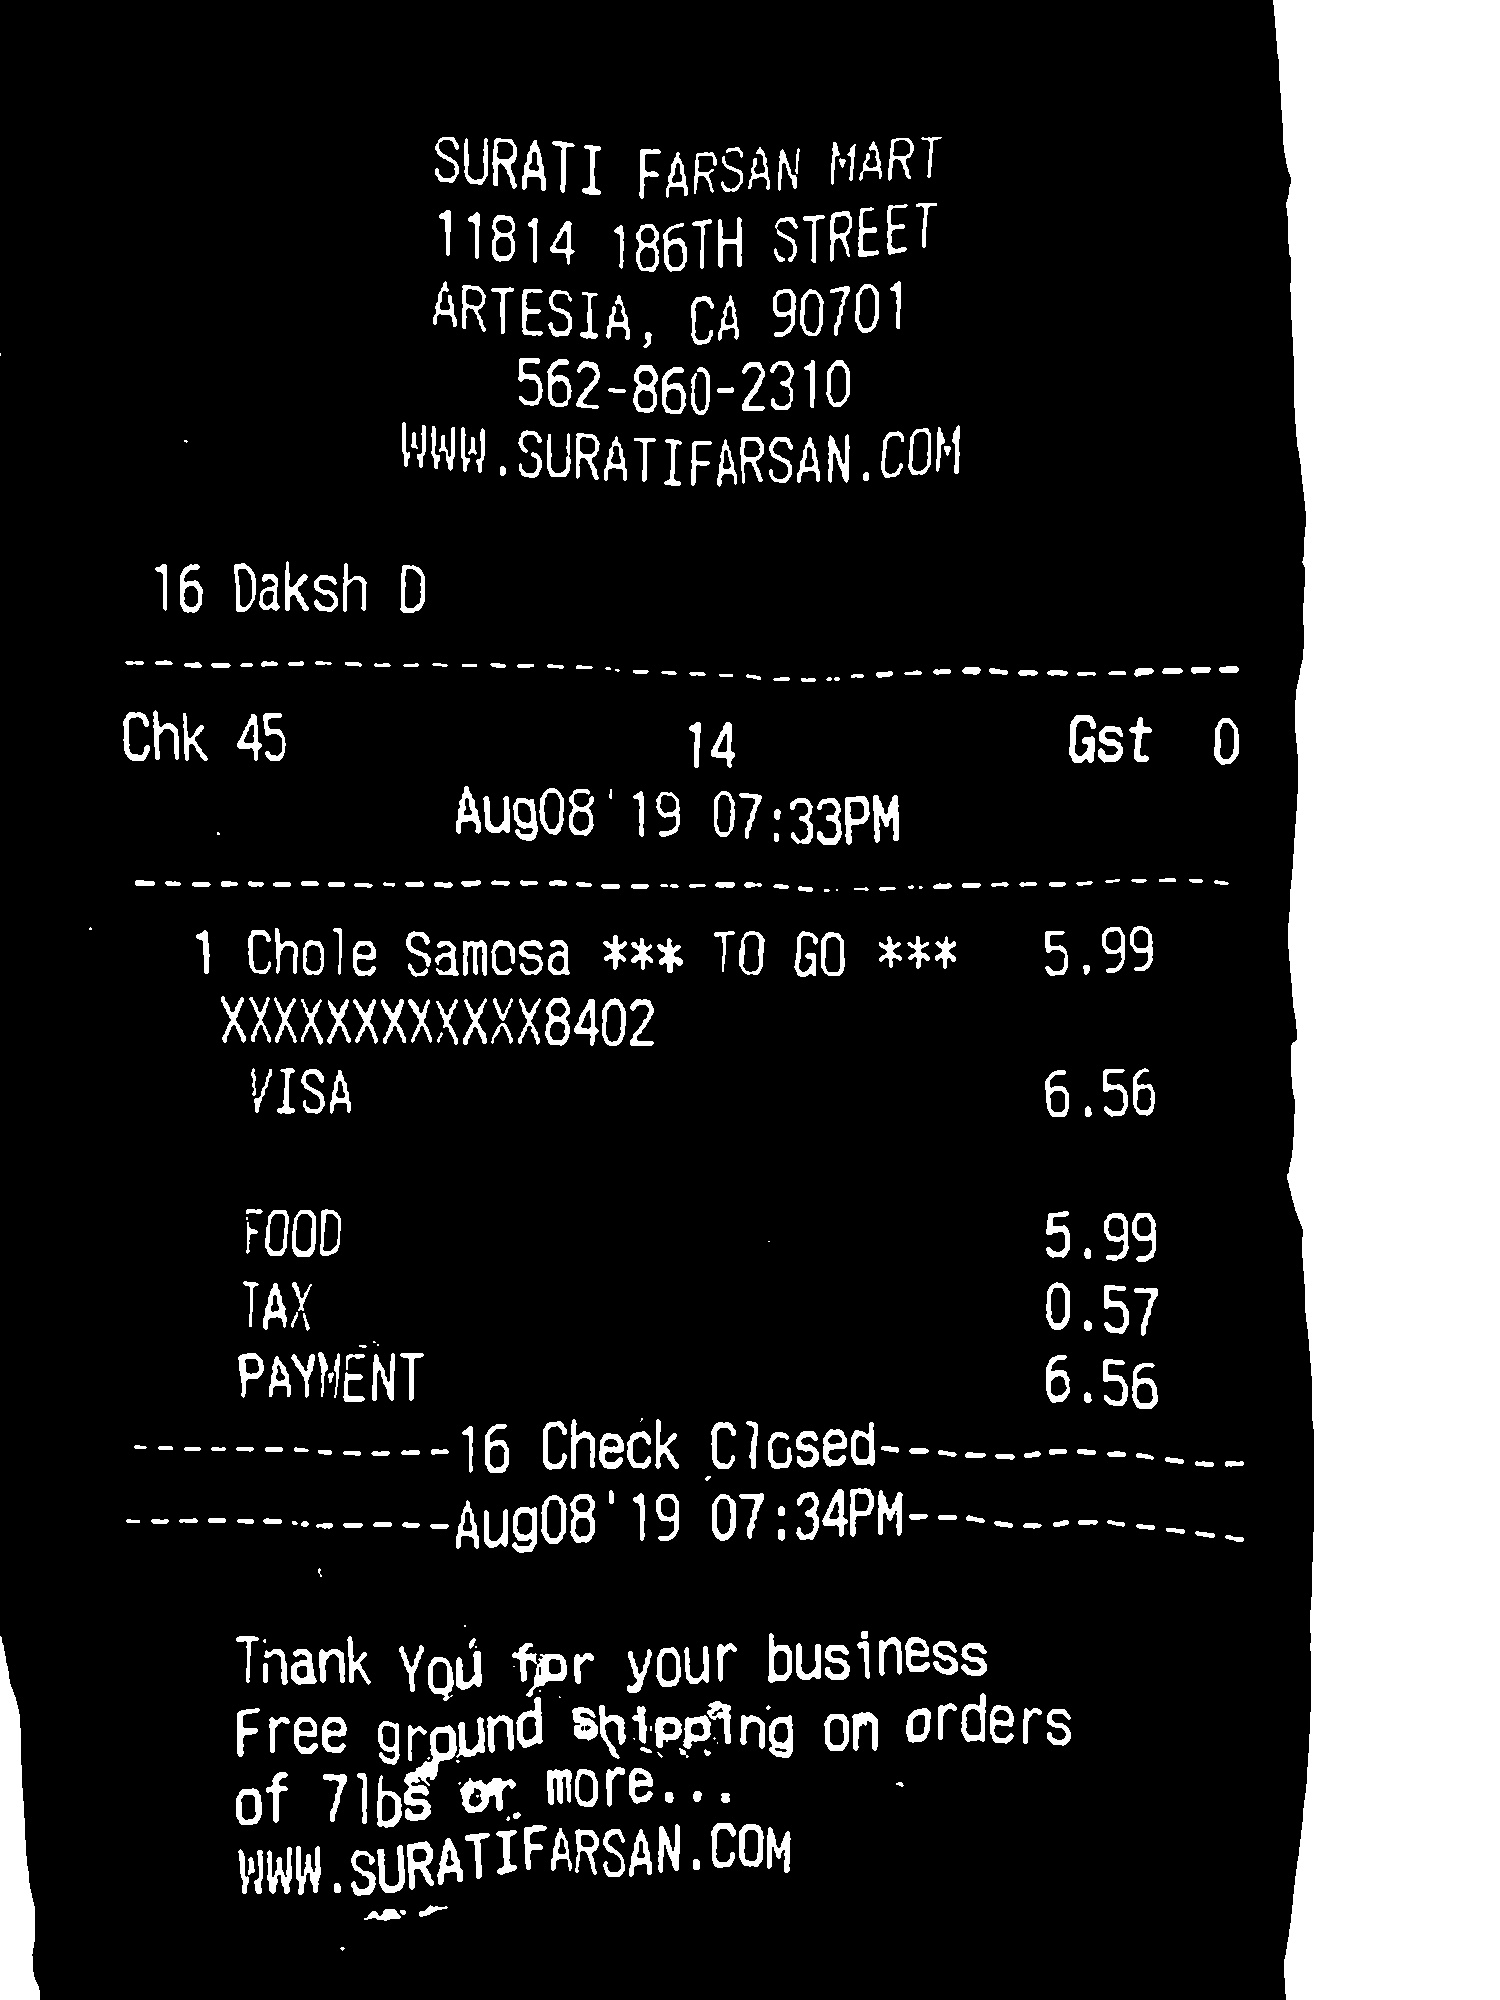 SURATI FARSAN MART
11814 186TH STREET
ARTESIA, CA 90701
562-860-2310
WWW.SURATIFARSAN.COM
16 Daksh D
----------------------------------------
Chk 45 14 Gst 0
Aug08'19 07:33PM
----------------------------------------
1 Chole Samosa *** TO GO *** 5.99
XXXXXXXXXXXX8402
VISA 6.56
FOOD 5.99
TAX 0.57
PAYMENT 6.56
------------16 Check Closed-------------
------------Aug08'19 07:34PM------------
Thank You for your business
Free ground shipping on orders
of 7lbs or more...
WWW.SURATIFARSAN.COM